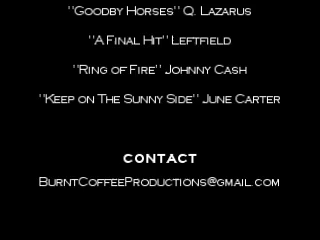 "Goodby Horses" Q. Lazarus
"A Final Hit" Leftfield
"Ring of Fire" Johnny Cash
"Keep on The Sunny Side" June Carter
CONTACT
BurntCoffeeProductions@gmail.com